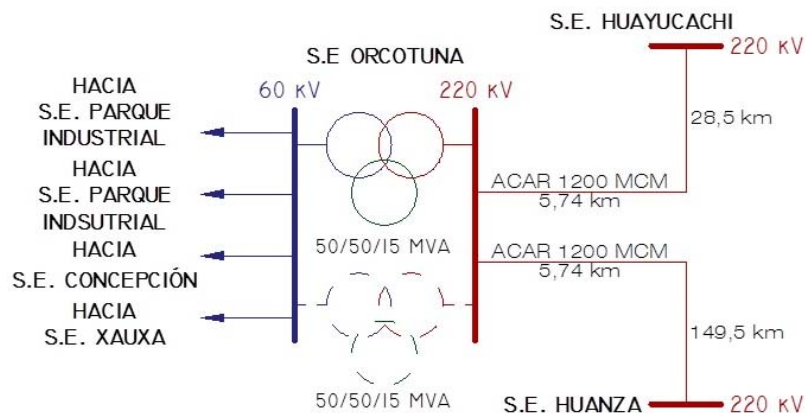 S.E. HUAYUCACHI
220 kV
S.E ORCOTUNA
60 kV
220 kV
HACIA
S.E. PARQUE
INDUSTRIAL
HACIA
S.E. PARQUE
INDSUTRIAL
HACIA
S.E. CONCEPCIÓN
HACIA
S.E. XAUXA
50/50/15 MVA
50/50/15 MVA
28,5 km
ACAR 1200 MCM
5,74 km
ACAR 1200 MCM
5,74 km
149,5 km
S.E. HUANZA
220 kV